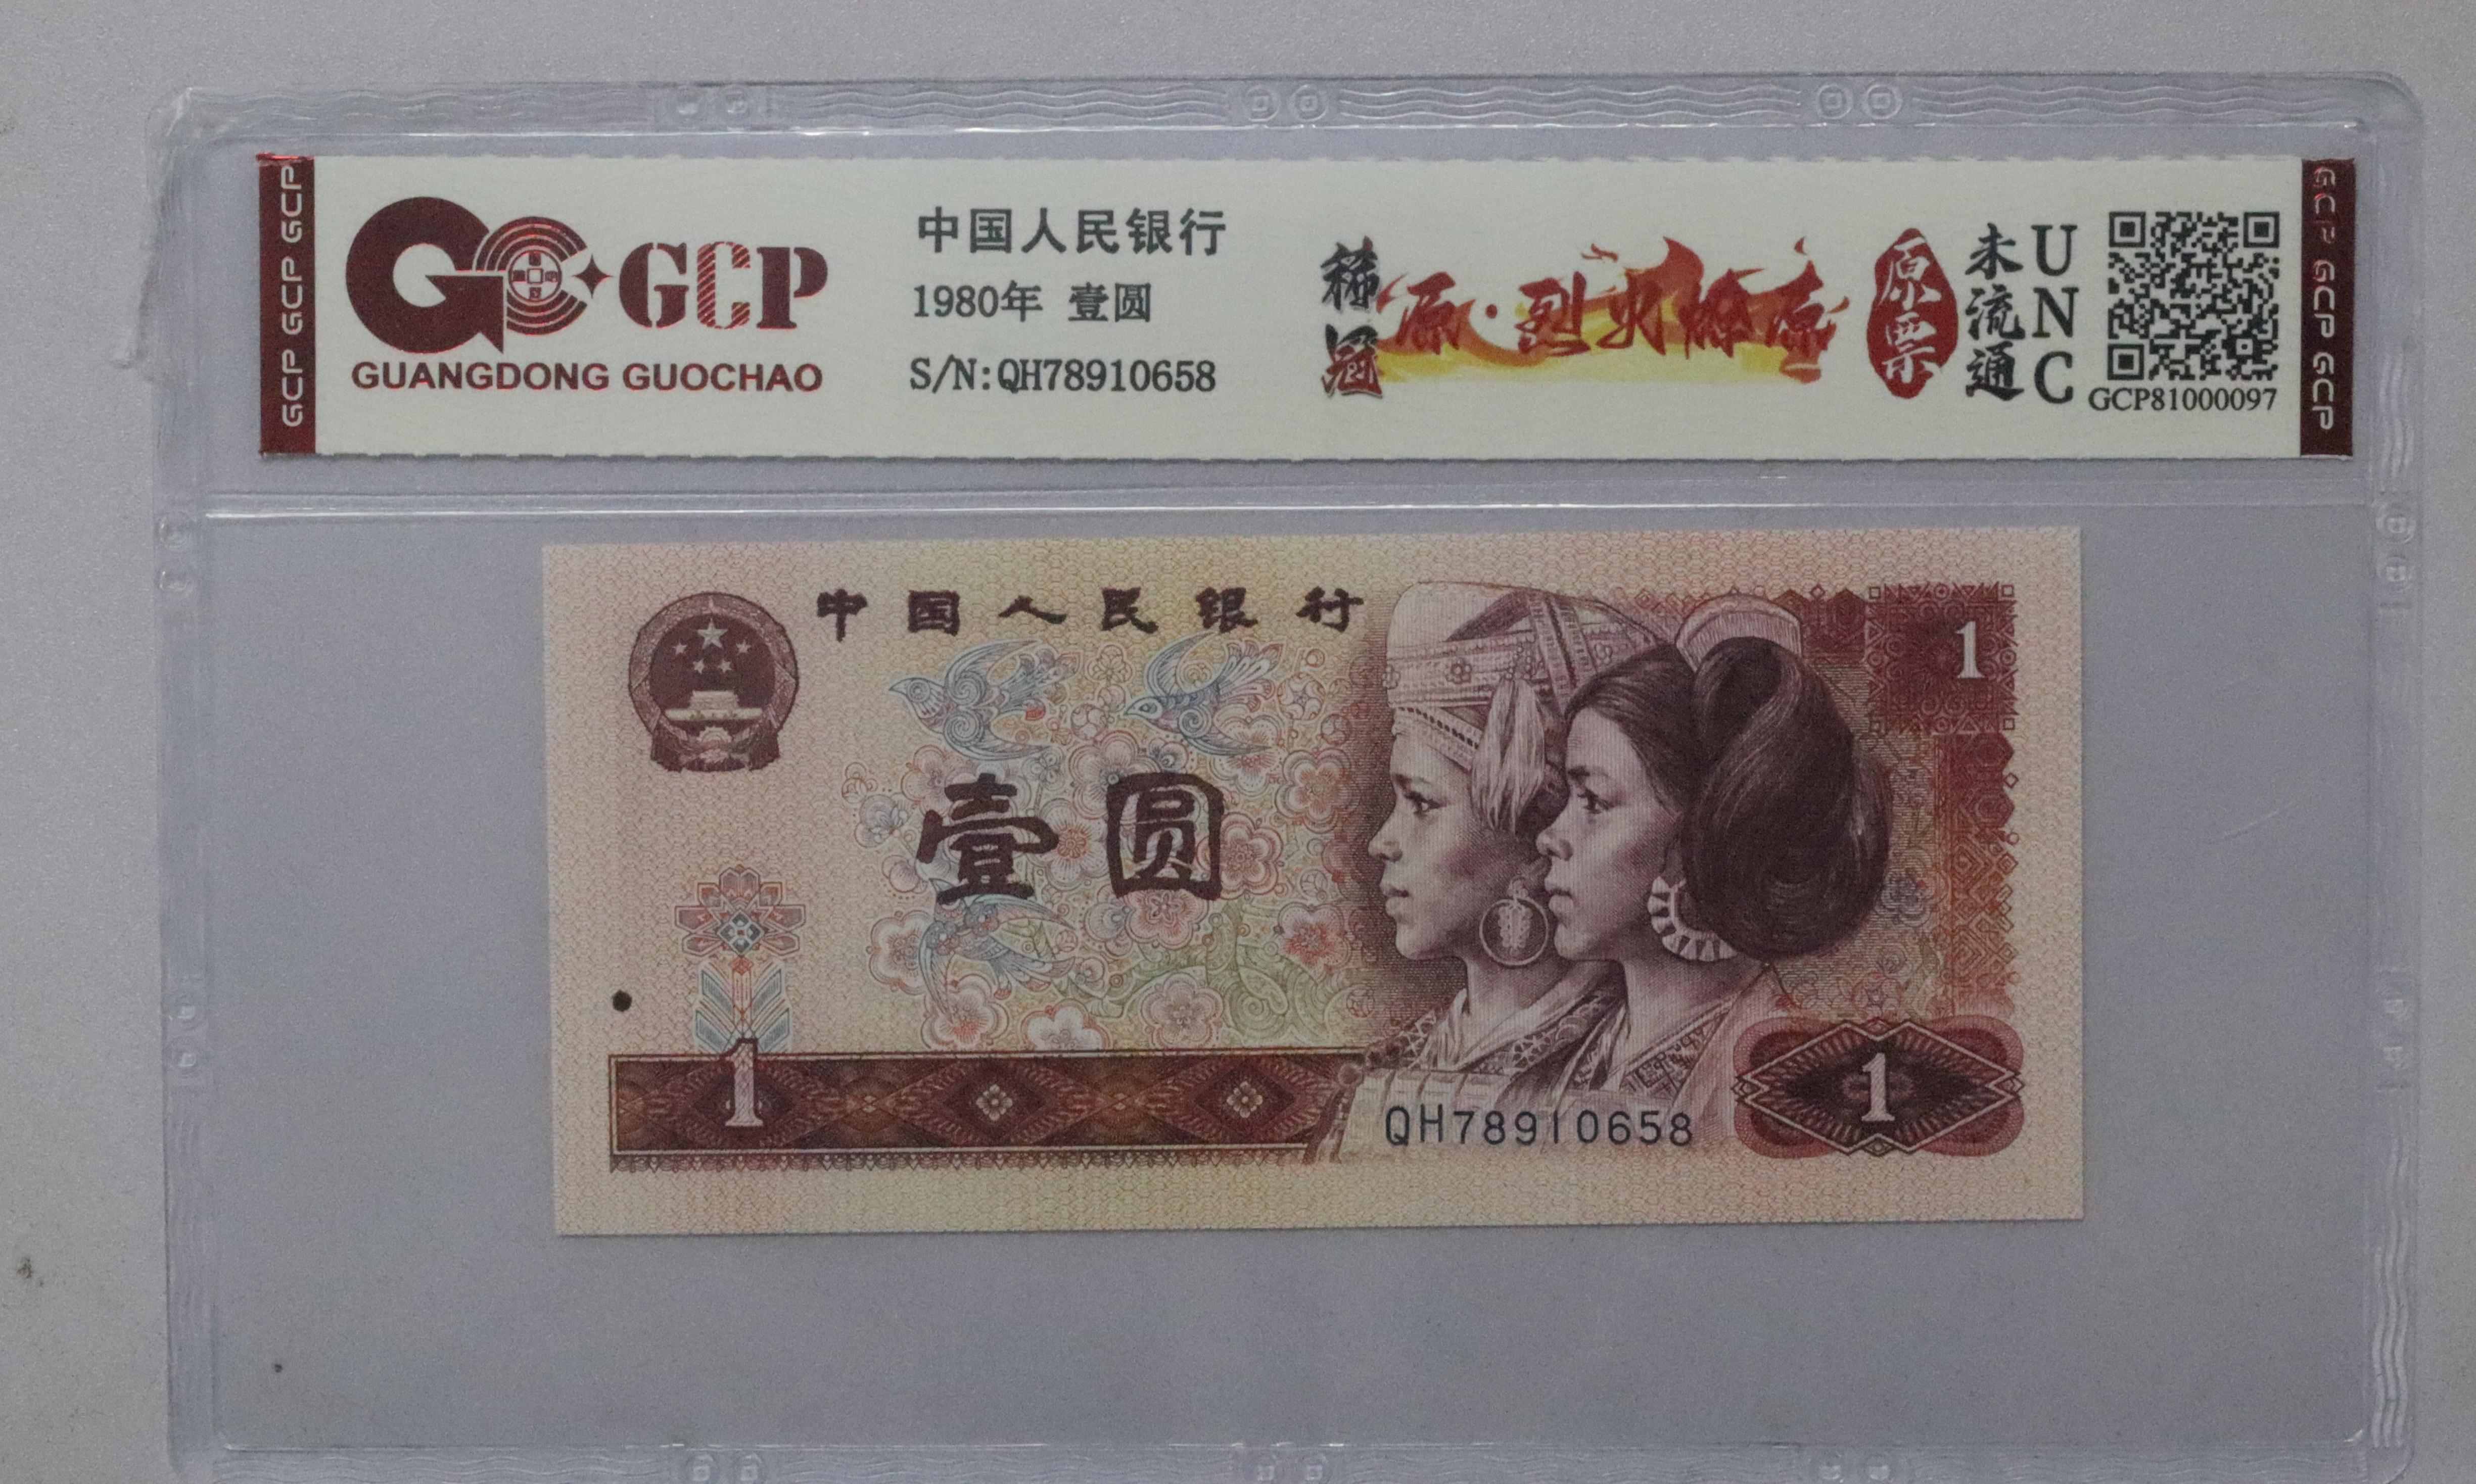 GCP GCP GCP
GCP
GUANGDONG GUOCHAO
中国人民银行
1980年 壹圆
S/N:QH78910658
稀冠
原·烈火燎原
原票
未流通
UNC
GCP81000097
GCP GCP GCP
中国人民银行
壹圆
1
1
QH78910658
1